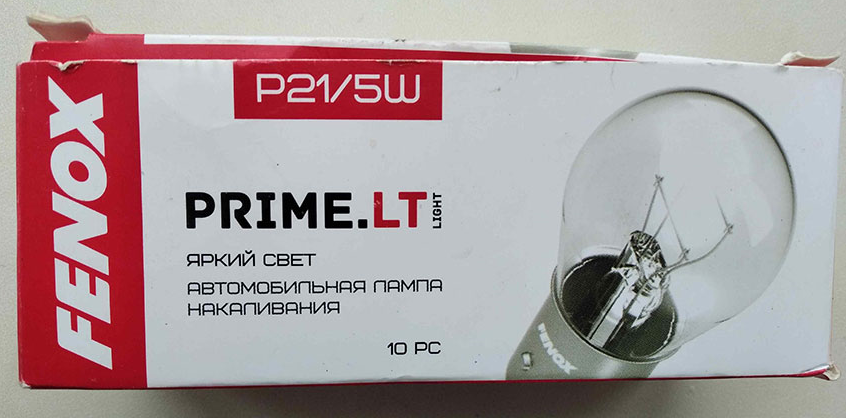 FENOX
P21/5W
PRIME.LT
LIGHT
ЯРКИЙ СВЕТ
АВТОМОБИЛЬНАЯ ЛАМПА
НАКАЛИВАНИЯ
10 PC
FENOX